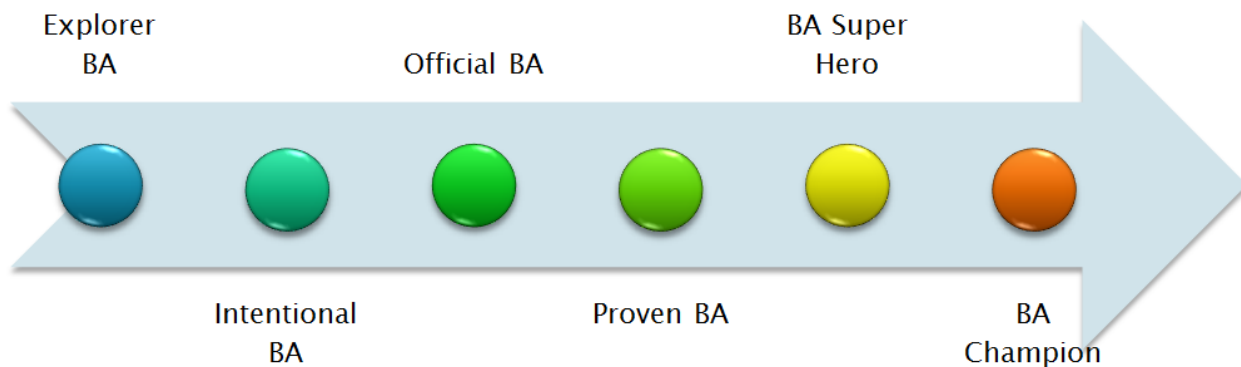 Explorer
BA
Intentional
BA
Official BA
Proven BA
BA Super
Hero
BA
Champion